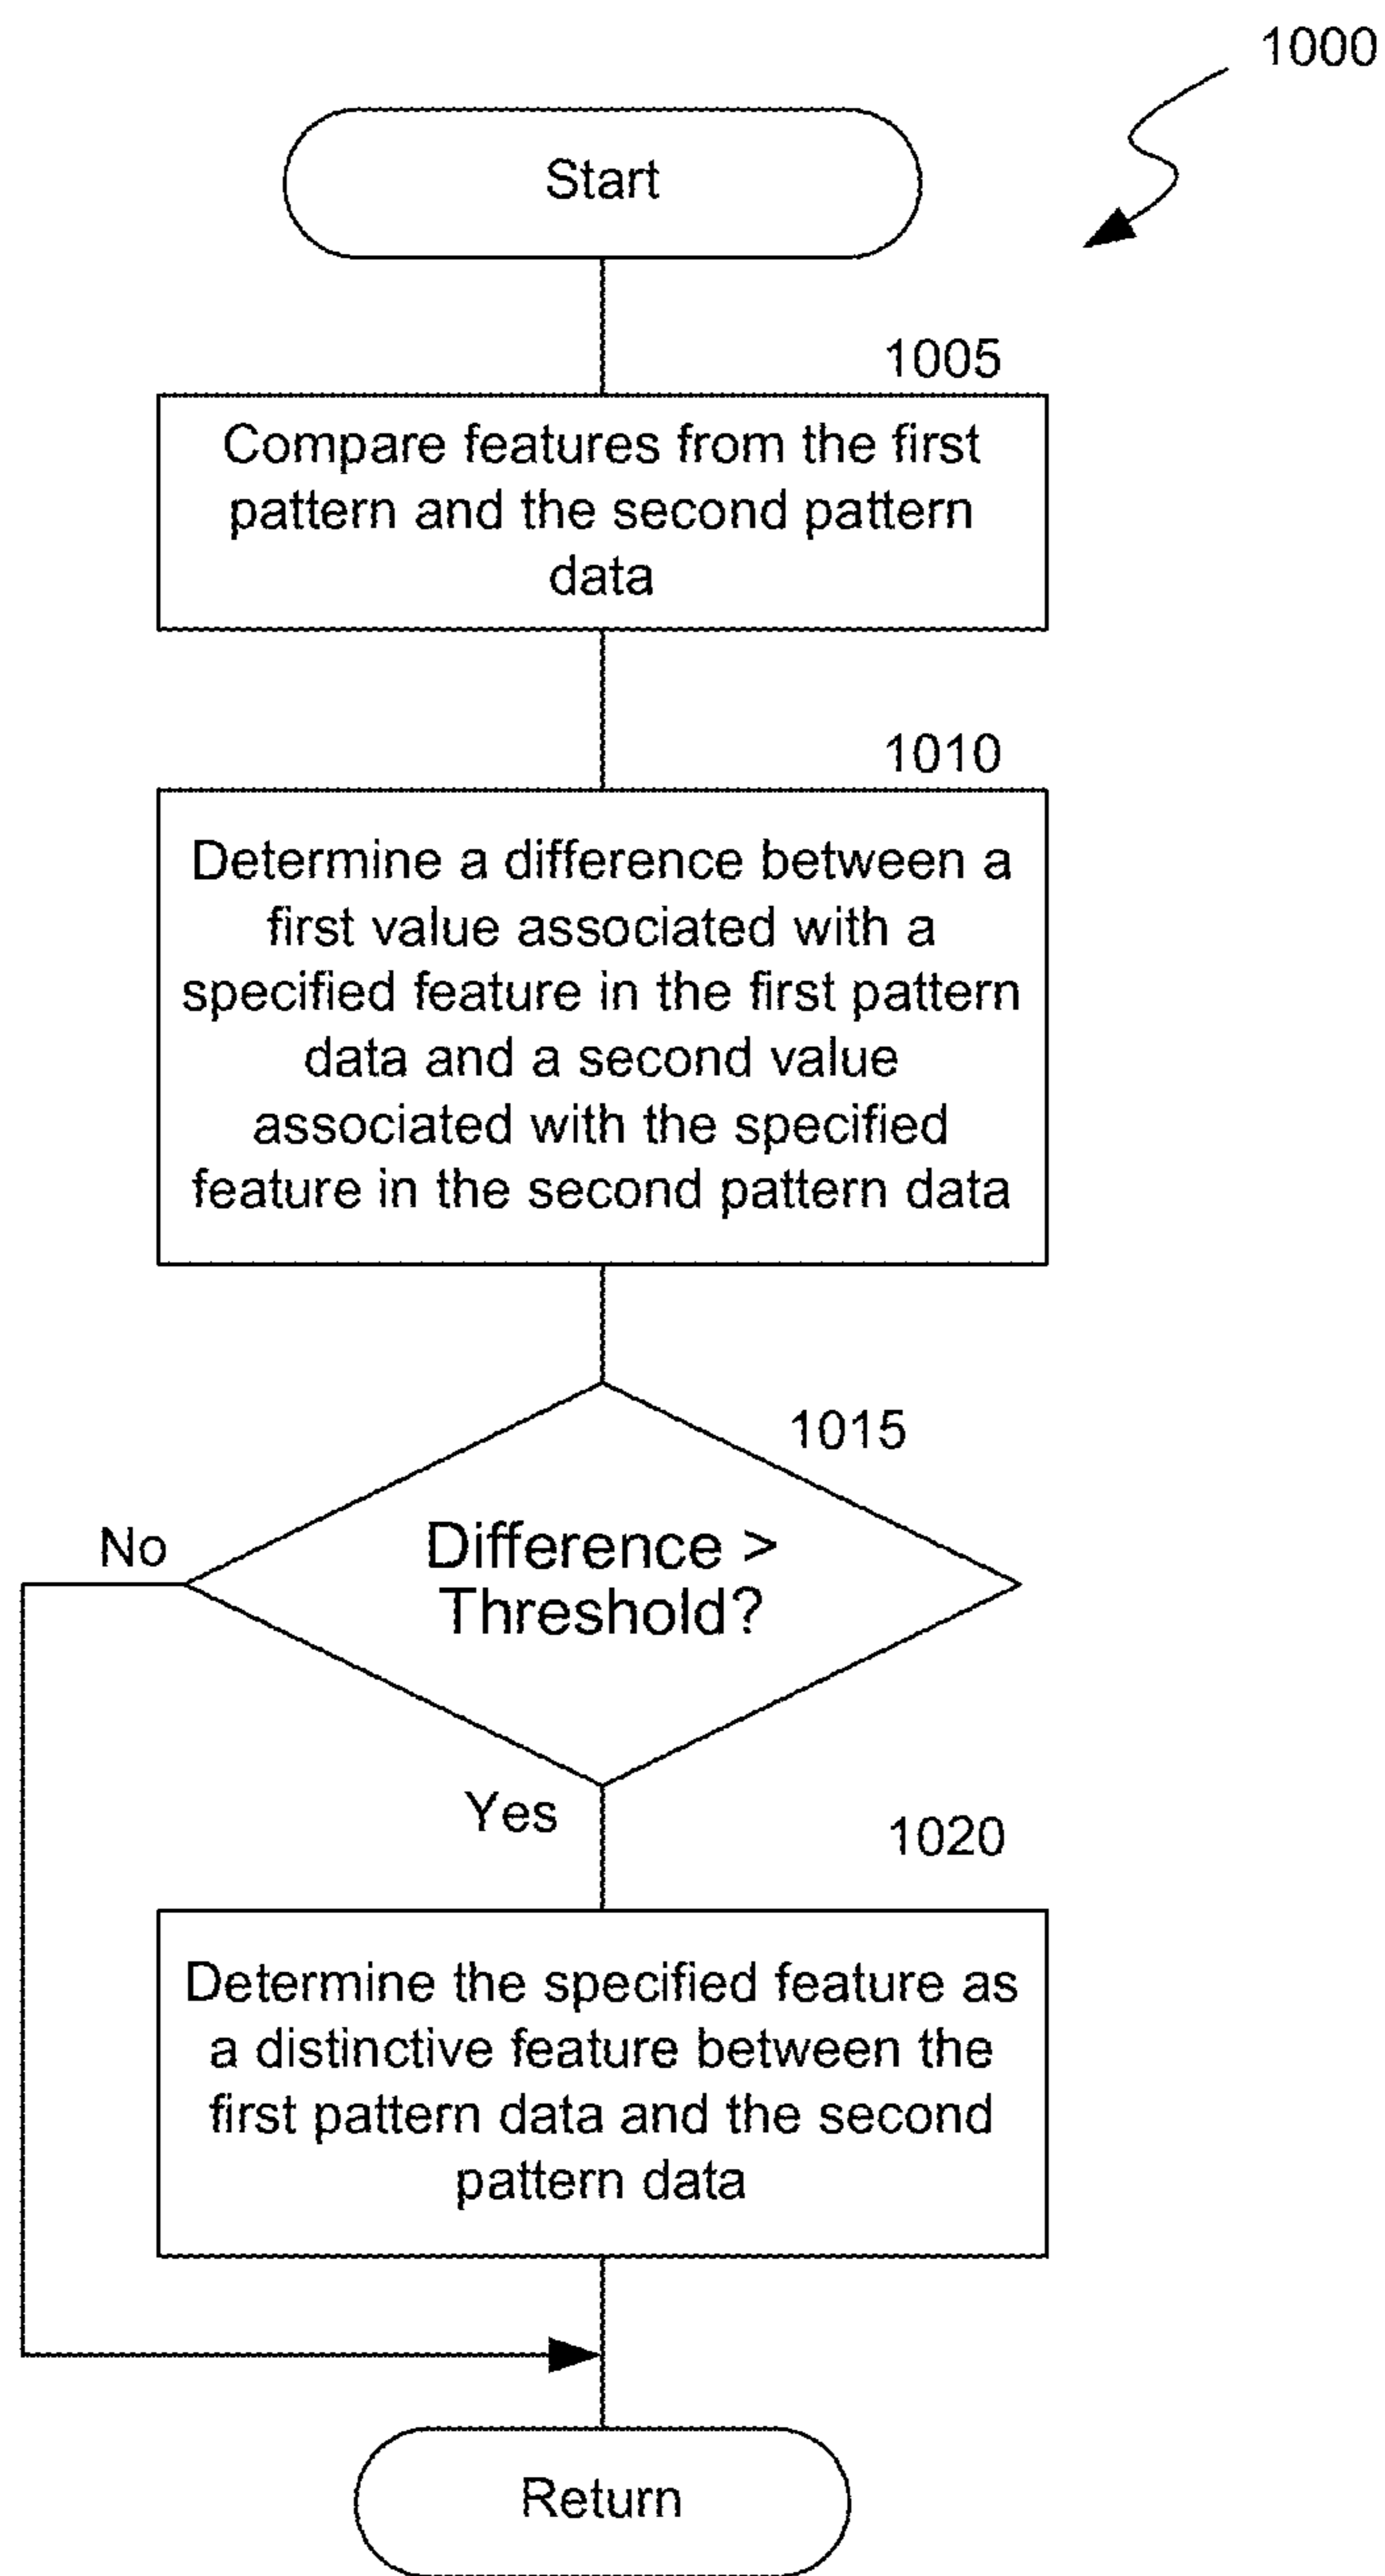 1000
Start
1005
Compare features from the first
pattern and the second pattern
data
1010
Determine a difference between a
first value associated with a
specified feature in the first pattern
data and a second value
associated with the specified
feature in the second pattern data
1015
No
Difference >
Threshold?
Yes
1020
Determine the specified feature as
a distinctive feature between the
first pattern data and the second
pattern data
Return